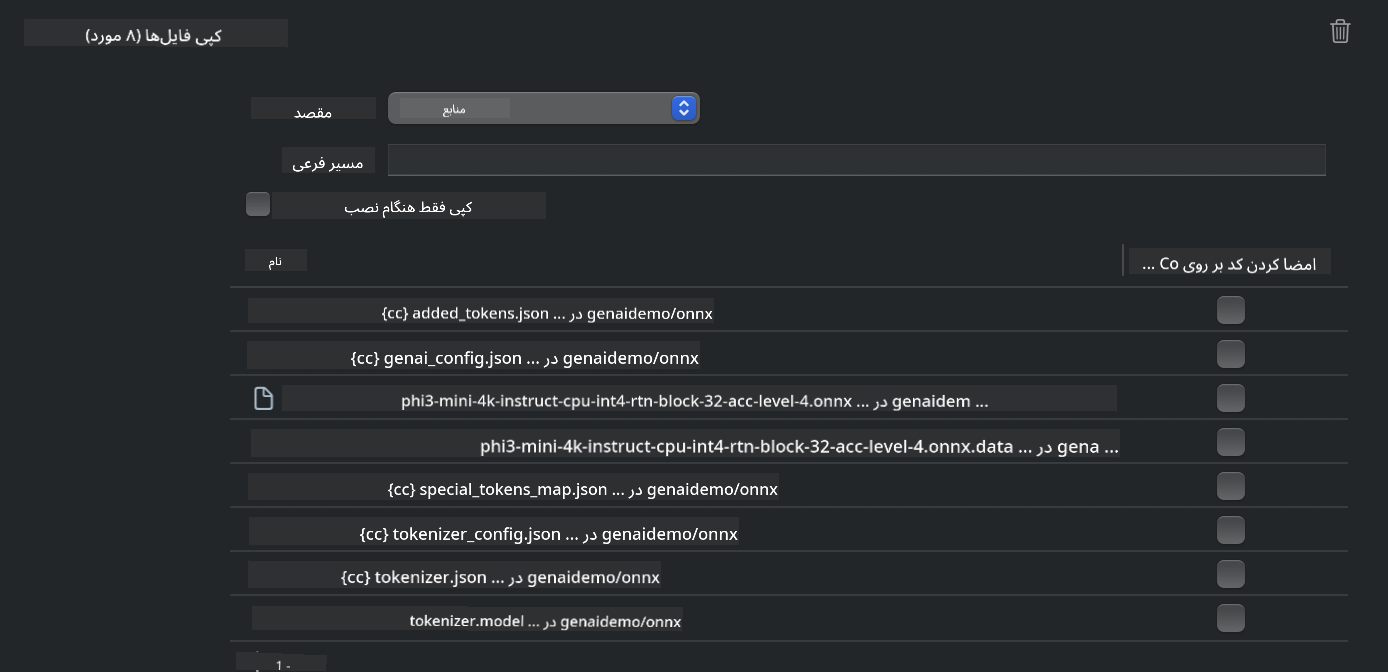 کپی فایل‌ها (۸ مورد)
مقصد
منابع
مسیر فرعی
کپی فقط هنگام نصب
نام
امضا کردن کد بر روی Co ...
{cc} added_tokens.json ... در genaidemo/onnx
{cc} genai_config.json ... در genaidemo/onnx
phi3-mini-4k-instruct-cpu-int4-rtn-block-32-acc-level-4.onnx ... در genaidem ...
phi3-mini-4k-instruct-cpu-int4-rtn-block-32-acc-level-4.onnx.data ... در gena ...
{cc} special_tokens_map.json ... در genaidemo/onnx
{cc} tokenizer_config.json ... در genaidemo/onnx
{cc} tokenizer.json ... در genaidemo/onnx
tokenizer.model ... در genaidemo/onnx
1 -